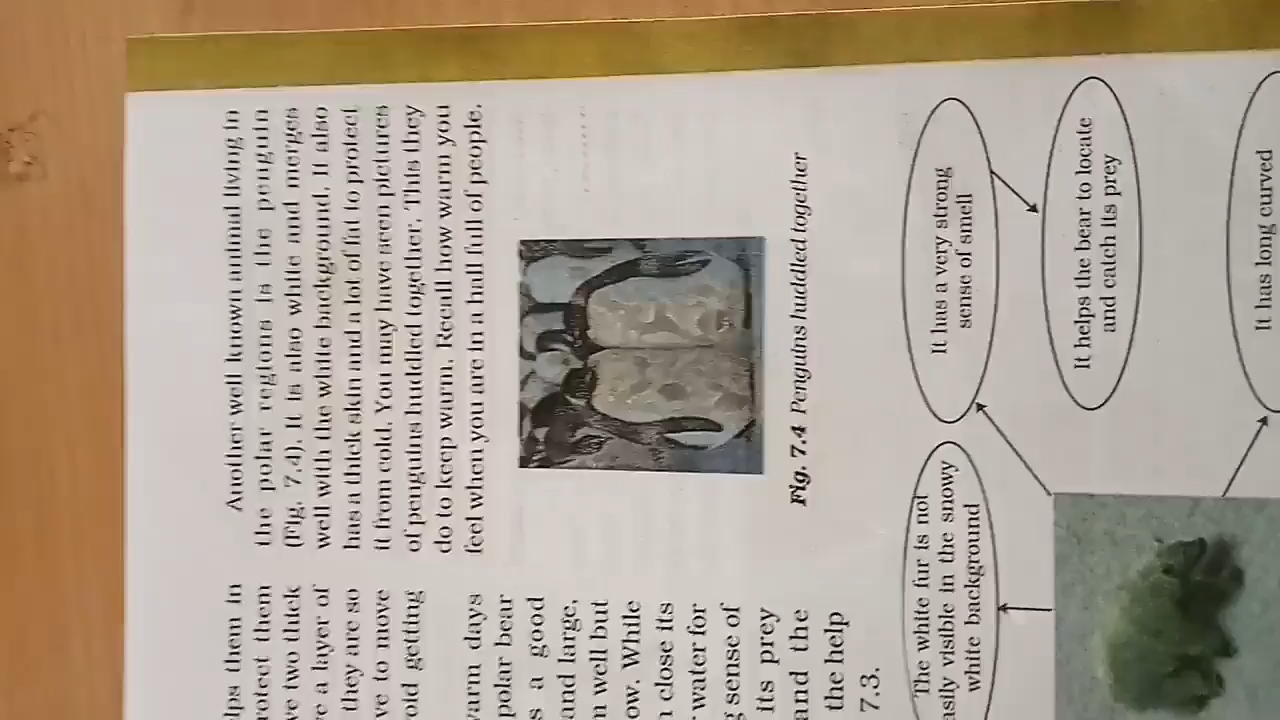 lps them in
rotect them
ve two thick
e a layer of
they are so
ve to move
old getting
varm days
polar bear
s a good
and large,
m well but
ow. While
n close its
water for
g sense of
its prey
and the
the help
7.3.
Another well known animal living in
the polar regions is the penguin
(Fig. 7.4). It is also white and merges
well with the white background. It also
has a thick skin and a lot of fat to protect
it from cold. You may have seen pictures
of penguins huddled together. This they
do to keep warm. Recall how warm you
feel when you are in a hall full of people.
Fig. 7.4 Penguins huddled together
The white fur is not
asily visible in the snowy
white background
It has a very strong
sense of smell
It helps the bear to locate
and catch its prey
It has long curved